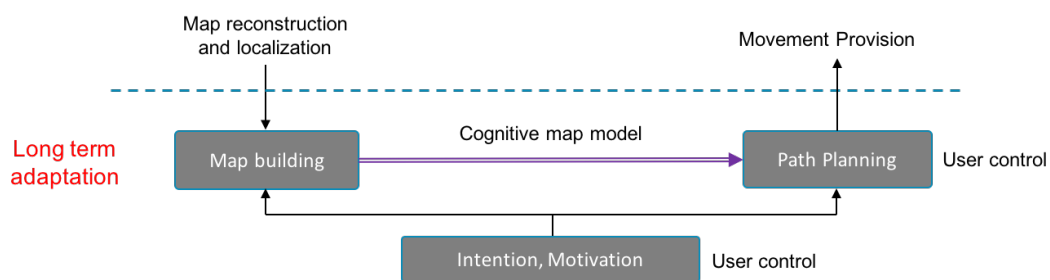 Map reconstruction
and localization
Movement Provision
Long term
adaptation
Map building
Cognitive map model
Path Planning
User control
Intention, Motivation
User control